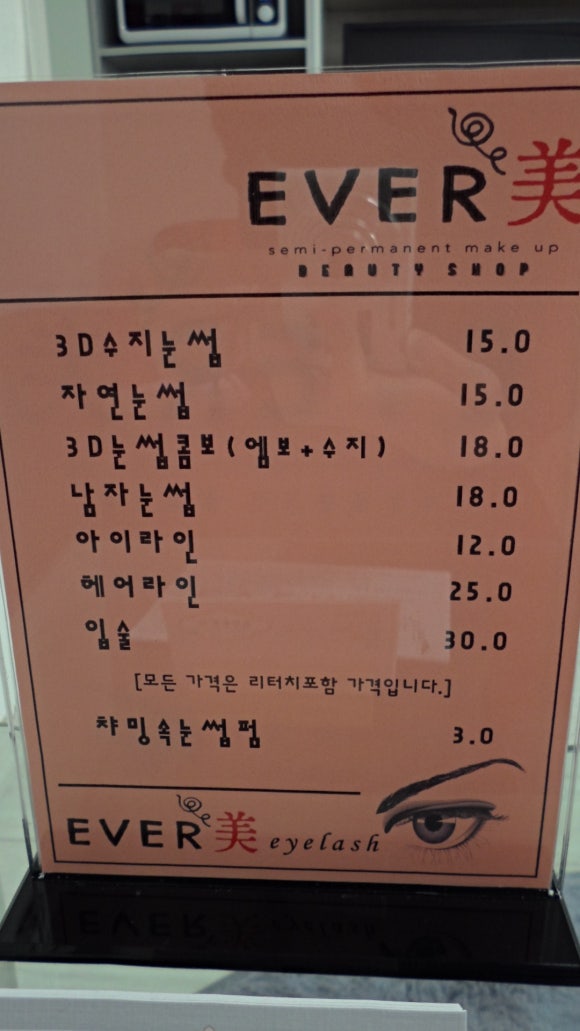 EVER美
semi-permanent make up
BEAUTY SHOP
3D수지눈썹 15.0
자연눈썹 15.0
3D눈썹콤보(엠보+수지) 18.0
남자눈썹 18.0
아이라인 12.0
헤어라인 25.0
입술 30.0
[모든 가격은 리터치포함 가격입니다.]
챠밍속눈썹펌 3.0
EVER美 eyelash